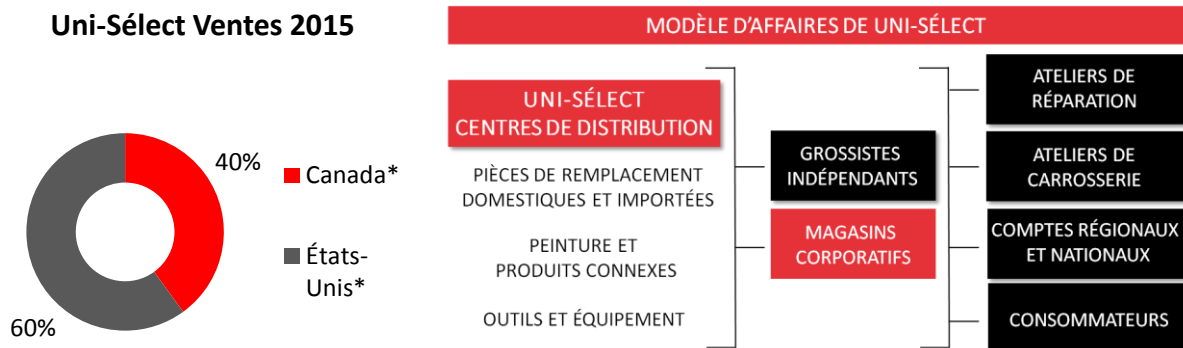 Uni-Sélect Ventes 2015
40%
60%
Canada*
États-
Unis*
MODÈLE D'AFFAIRES DE UNI-SÉLECT
UNI-SÉLECT
CENTRES DE DISTRIBUTION
PIÈCES DE REMPLACEMENT
DOMESTIQUES ET IMPORTÉES
PEINTURE ET
PRODUITS CONNEXES
OUTILS ET ÉQUIPEMENT
GROSSISTES
INDÉPENDANTS
MAGASINS
CORPORATIFS
ATELIERS DE
RÉPARATION
ATELIERS DE
CARROSSERIE
COMPTES RÉGIONAUX
ET NATIONAUX
CONSOMMATEURS